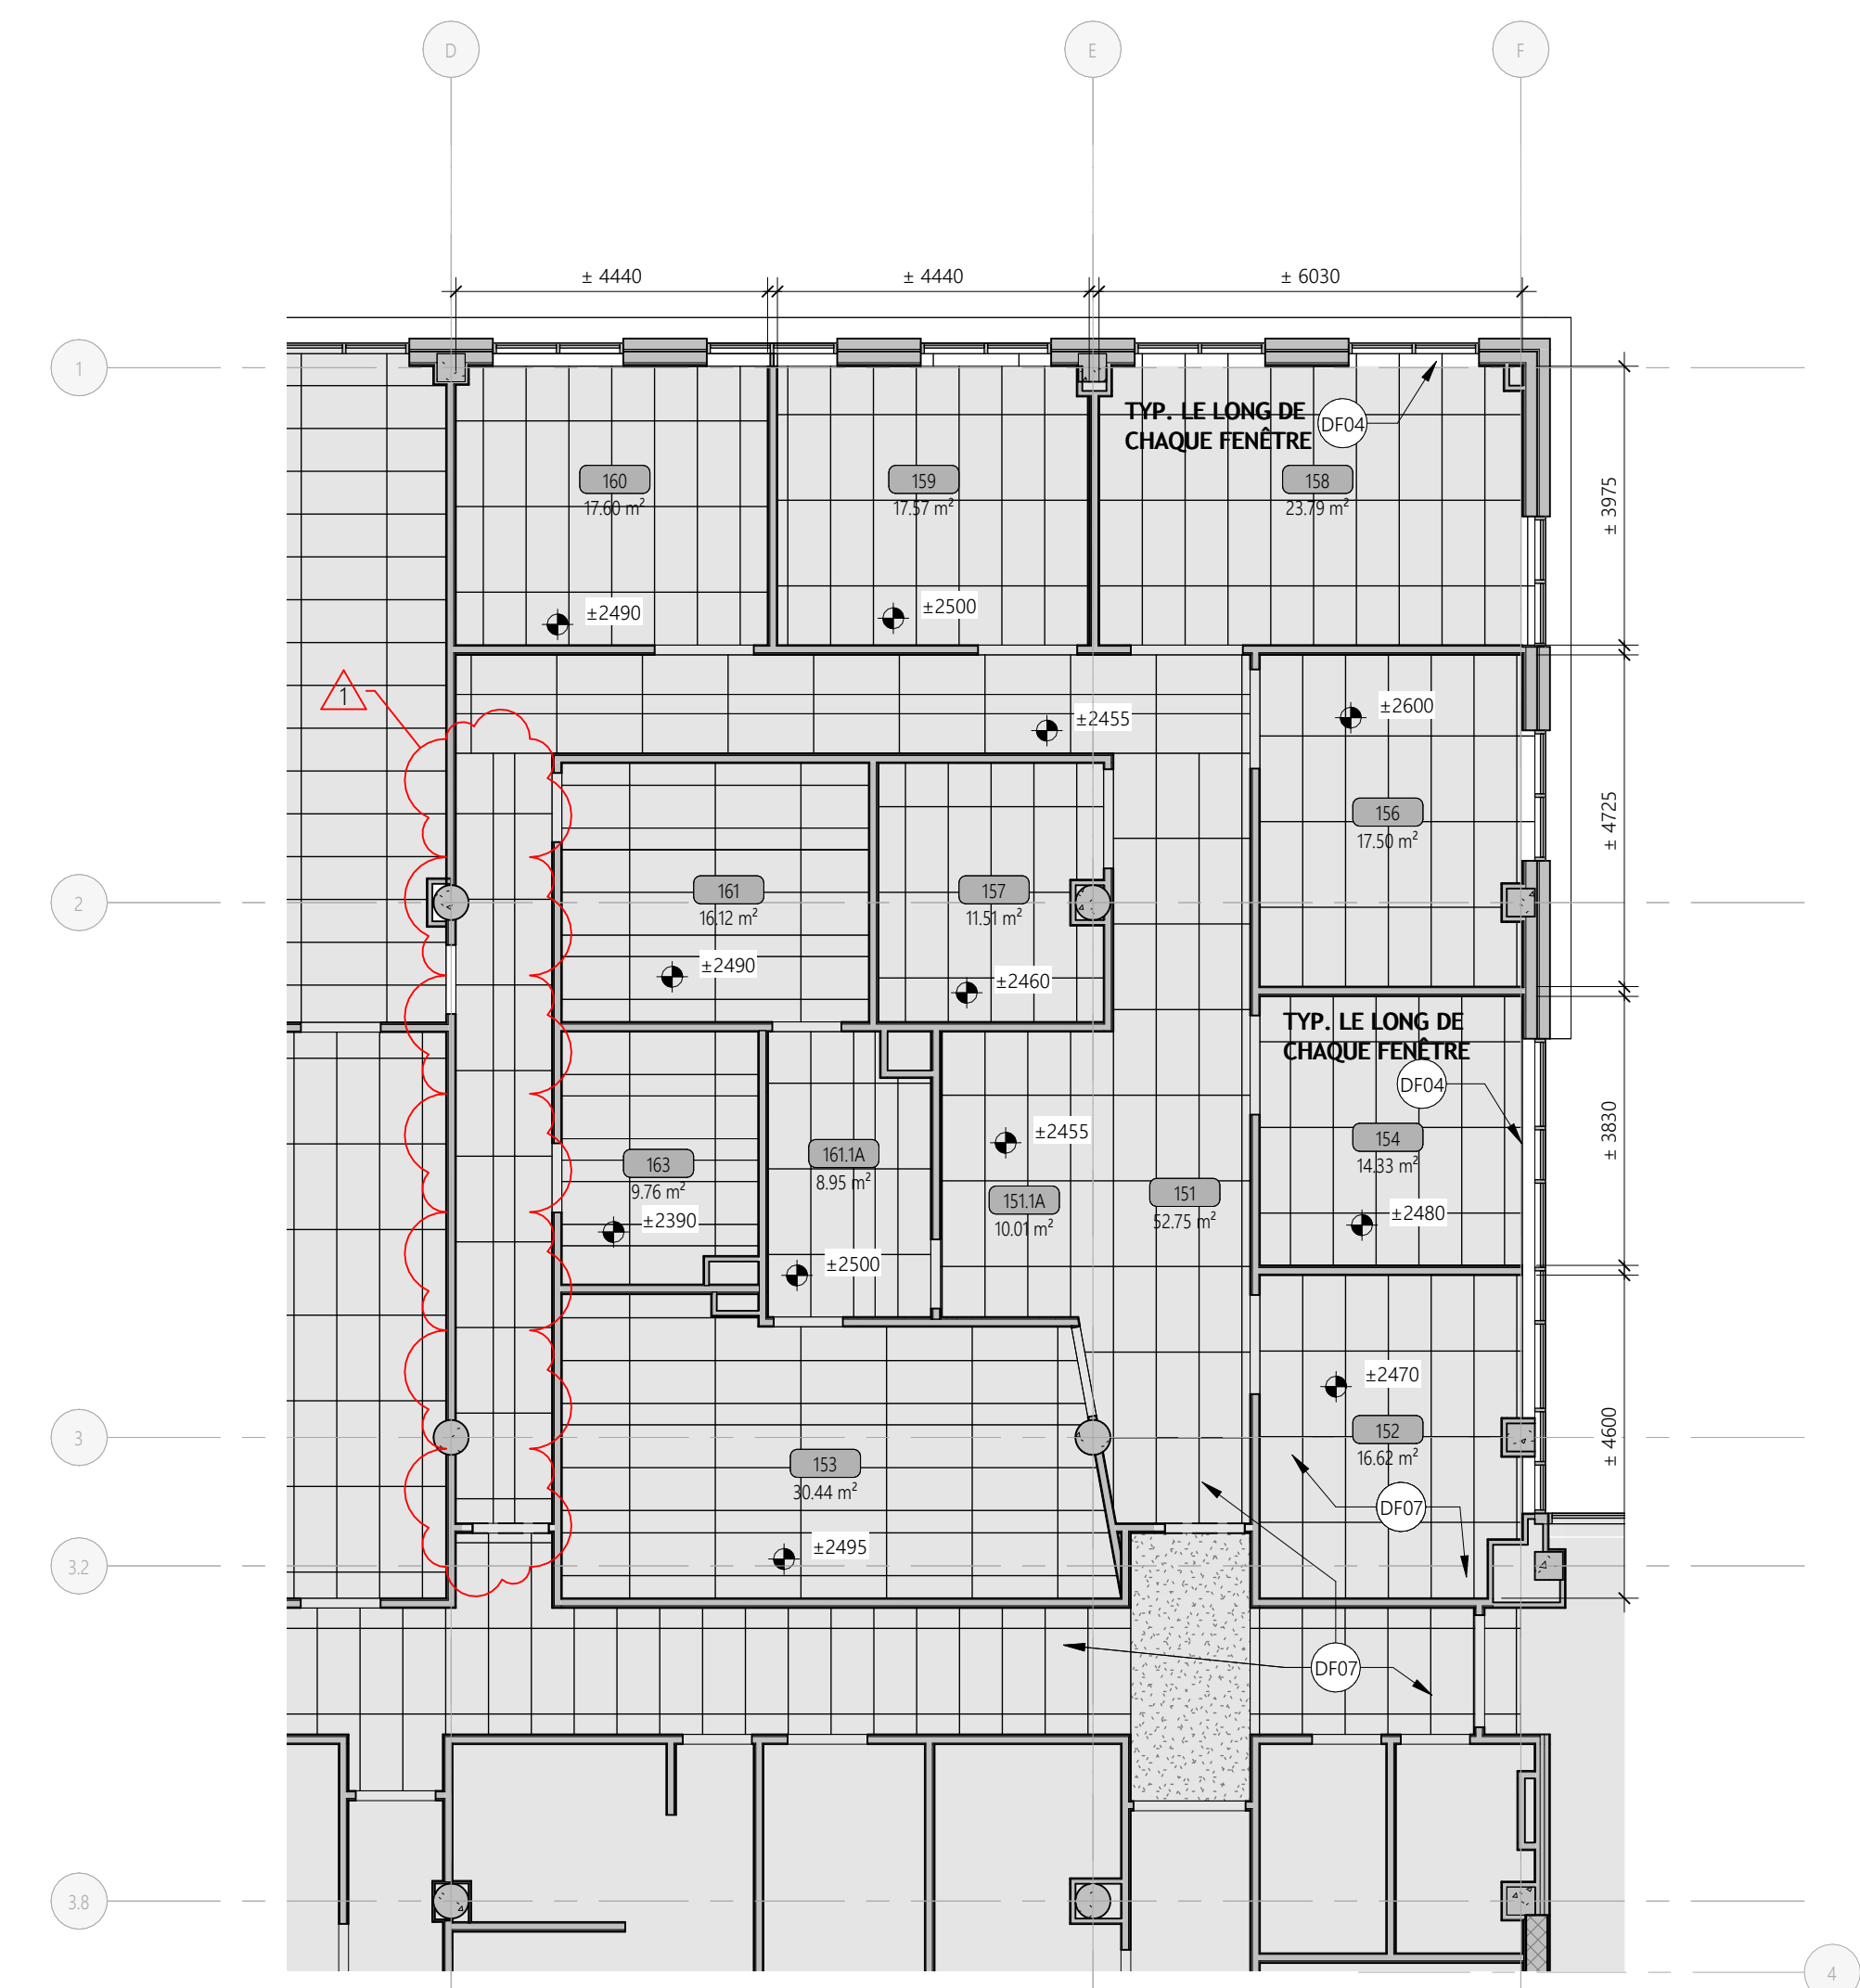 D
E
F
± 4440
± 4440
± 6030
1
TYP. LE LONG DE
CHAQUE FENÊTRE
DF04
160
17.60 m²
159
17.57 m²
158
23.79 m²
± 3975
±2490
±2500
1
±2455
±2600
156
17.50 m²
± 4725
2
161
16.12 m²
157
11.51 m²
±2490
±2460
TYP. LE LONG DE
CHAQUE FENÊTRE
DF04
±2455
154
14.33 m²
± 3830
163
9.76 m²
161.1A
8.95 m²
151.1A
10.01 m²
151
52.75 m²
±2390
±2480
±2500
±2470
3
152
16.62 m²
± 4600
153
30.44 m²
DF07
±2495
3.2
DF07
3.8
4